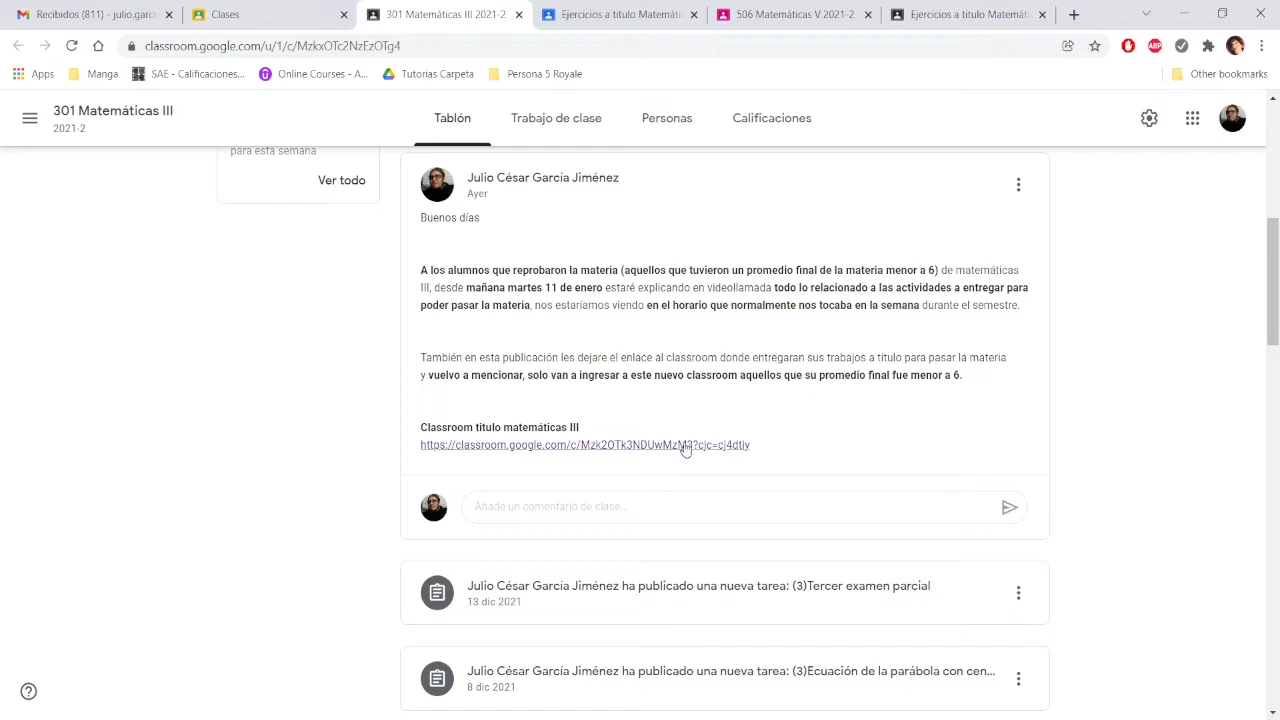 Recibidos (811) - julio.garc
Clases
301 Matemáticas III 2021-2
Ejercicios a titulo Matemáti
506 Matemáticas V 2021-2
Ejercicios a titulo Matemáti
classroom.google.com/u/1/c/MzkxOTc2NzEzOTg4
Apps
Manga
SAE - Calificaciones...
Online Courses - A...
Tutorias Carpeta
Persona 5 Royale
Other bookmarks
301 Matemáticas III
2021-2
Tablón
Trabajo de clase
Personas
Calificaciones
para esta semana
Ver todo
Julio César García Jiménez
Ayer
Buenos días
A los alumnos que reprobaron la materia (aquellos que tuvieron un promedio final de la materia menor a 6) de matemáticas
III, desde mañana martes 11 de enero estaré explicando en videollamada todo lo relacionado a las actividades a entregar para
poder pasar la materia, nos estaríamos viendo en el horario que normalmente nos tocaba en la semana durante el semestre.
También en esta publicación les dejare el enlace al classroom donde entregaran sus trabajos a titulo para pasar la materia
y vuelvo a mencionar, solo van a ingresar a este nuevo classroom aquellos que su promedio final fue menor a 6.
Classroom titulo matemáticas III
https://classroom.google.com/c/Mzk2OTk3NDUwMzM3?cjc=cj4dtiy
Añade un comentario de clase...
Julio César García Jiménez ha publicado una nueva tarea: (3)Tercer examen parcial
13 dic 2021
Julio César García Jiménez ha publicado una nueva tarea: (3)Ecuación de la parábola con cen...
8 dic 2021